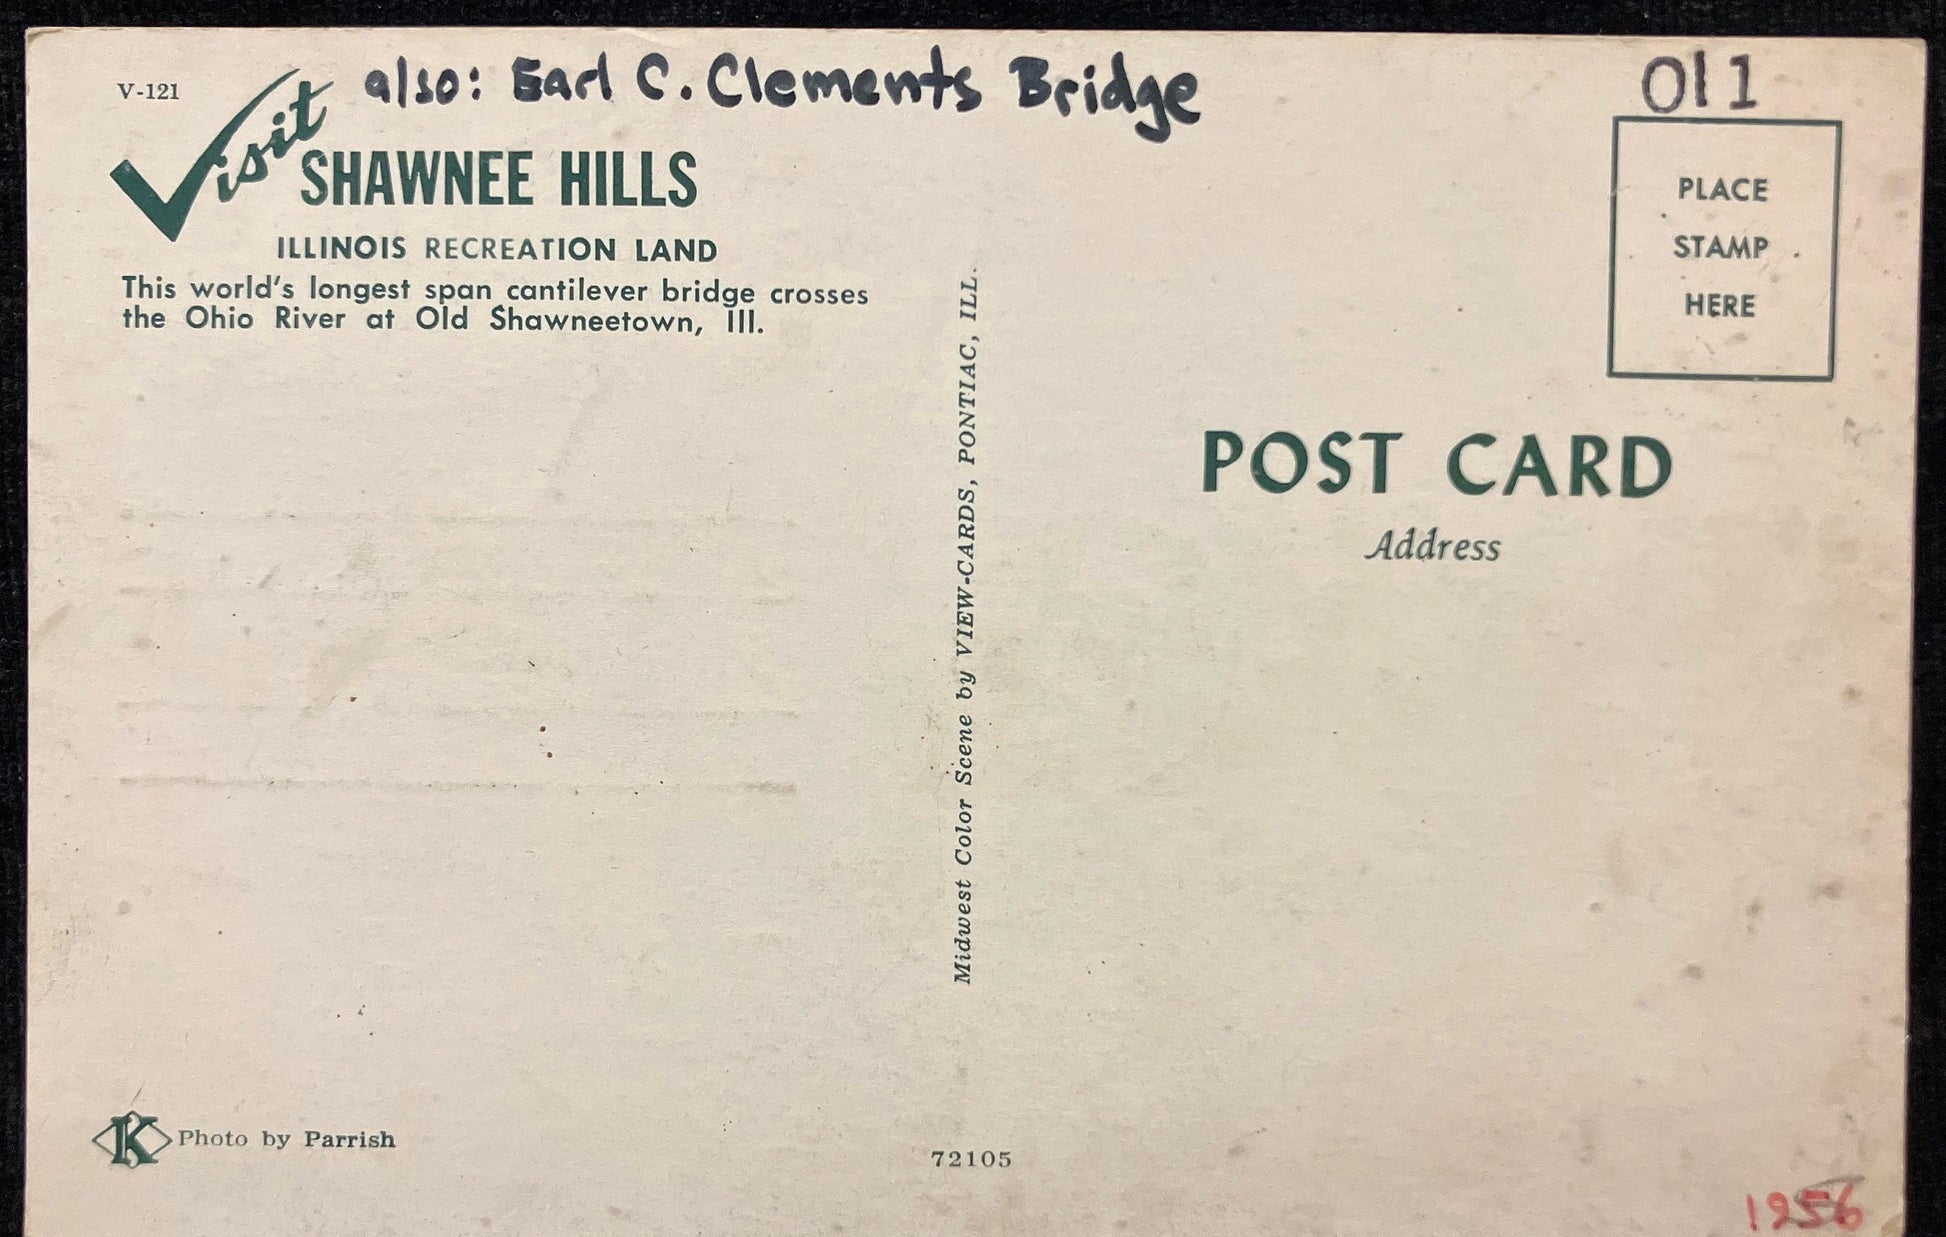 V-121
also: Earl C. Clements Bridge
Visit
SHAWNEE HILLS
ILLINOIS RECREATION LAND
This world's longest span cantilever bridge crosses
the Ohio River at Old Shawneetown, Ill.
Midwest Color Scene by VIEW-CARDS, PONTIAC, ILL.
011
PLACE
STAMP
HERE
POST CARD
Address
K Photo by Parrish
72105
1956